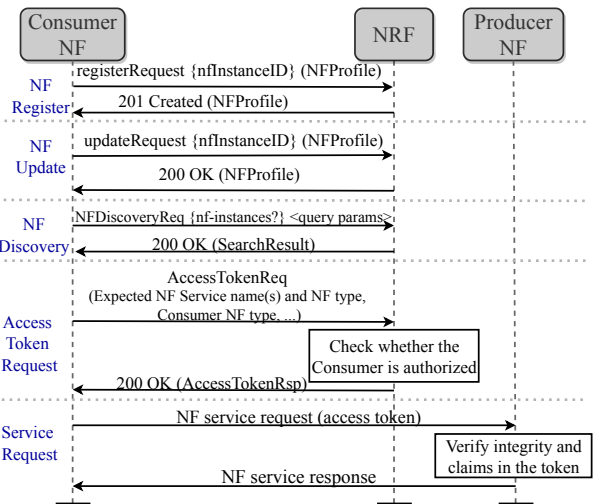 Consumer
NF
NRF
Producer
NF
registerRequest {nfInstanceID} (NFProfile)
NF
Register
201 Created (NFProfile)
updateRequest {nfInstanceID} (NFProfile)
NF
Update
200 OK (NFProfile)
NFDiscoveryReq {nf-instances?} <query params>
NF
Discovery
200 OK (SearchResult)
AccessTokenReq
(Expected NF Service name(s) and NF type,
Consumer NF type, ...)
Access
Token
Request
Check whether the
Consumer is authorized
200 OK (AccessTokenRsp)
NF service request (access token)
Service
Request
Verify integrity and
claims in the token
NF service response